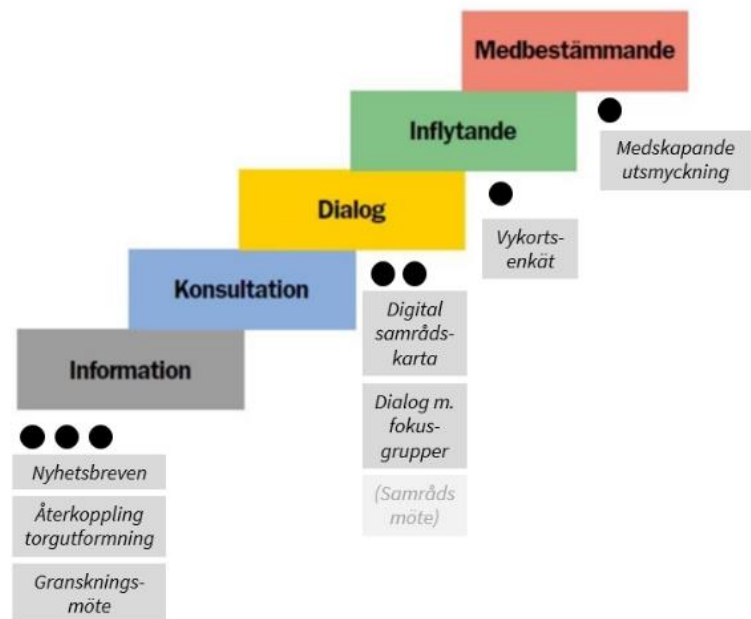 Medbestämmande
Inflytande
Medskapande
utsmyckning
Dialog
Vykorts-
enkät
Konsultation
Digital
samråds-
karta
Dialog m.
fokus-
grupper
(Samråds
möte)
Information
Nyhetsbreven
Återkoppling
torgutformning
Gransknings-
möte